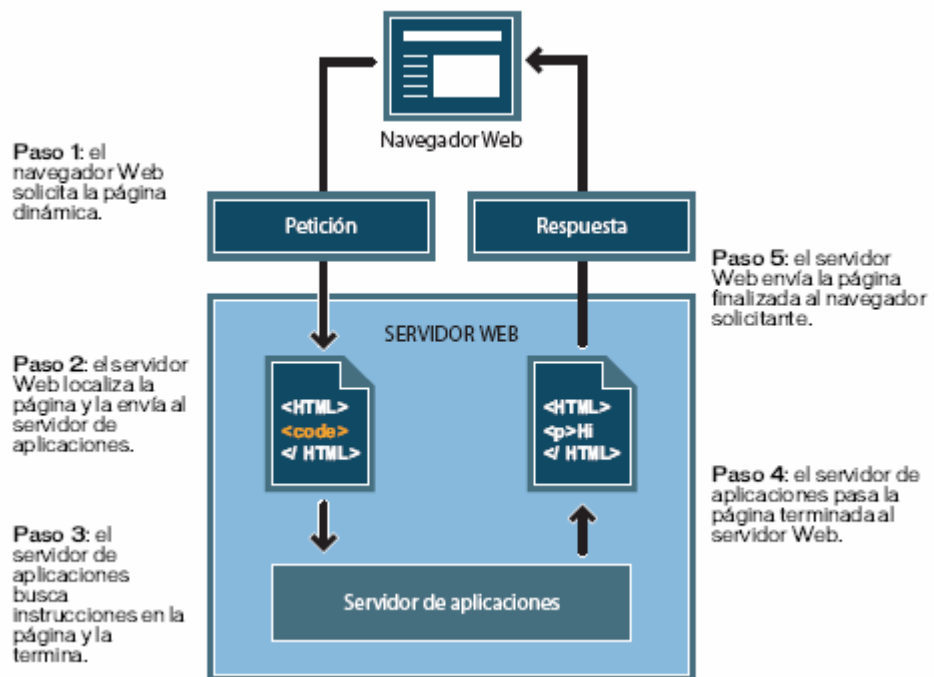 Navegador Web
Paso 1: el
navegador Web
solicita la página
dinámica.
Petición
Respuesta
Paso 5: el servidor
Web envía la página
finalizada al navegador
solicitante.
SERVIDOR WEB
Paso 2: el servidor
Web localiza la
página y la envía al
servidor de
aplicaciones.
<HTML>
<code>
</ HTML>
<HTML>
<p>Hi
</ HTML>
Paso 4: el servidor de
aplicaciones pasa la
página terminada al
servidor Web.
Paso 3: el
servidor de
aplicaciones
busca
instrucciones en la
página y la
termina.
Servidor de aplicaciones